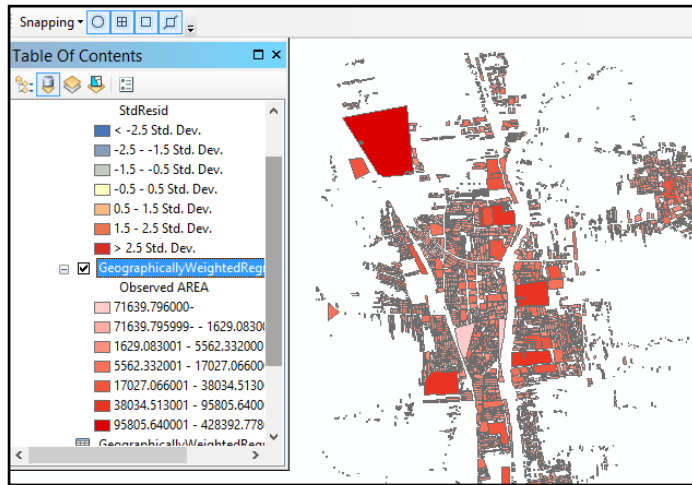 Snapping
Table Of Contents
StdResid
< -2.5 Std. Dev.
-2.5 - -1.5 Std. Dev.
-1.5 - -0.5 Std. Dev.
-0.5 - 0.5 Std. Dev.
0.5 - 1.5 Std. Dev.
1.5 - 2.5 Std. Dev.
> 2.5 Std. Dev.
GeographicallyWeightedRegr
Observed AREA
71639.796000-
71639.795999- - 1629.08300
1629.083001 - 5562.332000
5562.332001 - 17027.06600
17027.066001 - 38034.5130
38034.513001 - 95805.6400
95805.640001 - 428392.778
GeographicallyWeightedRegr